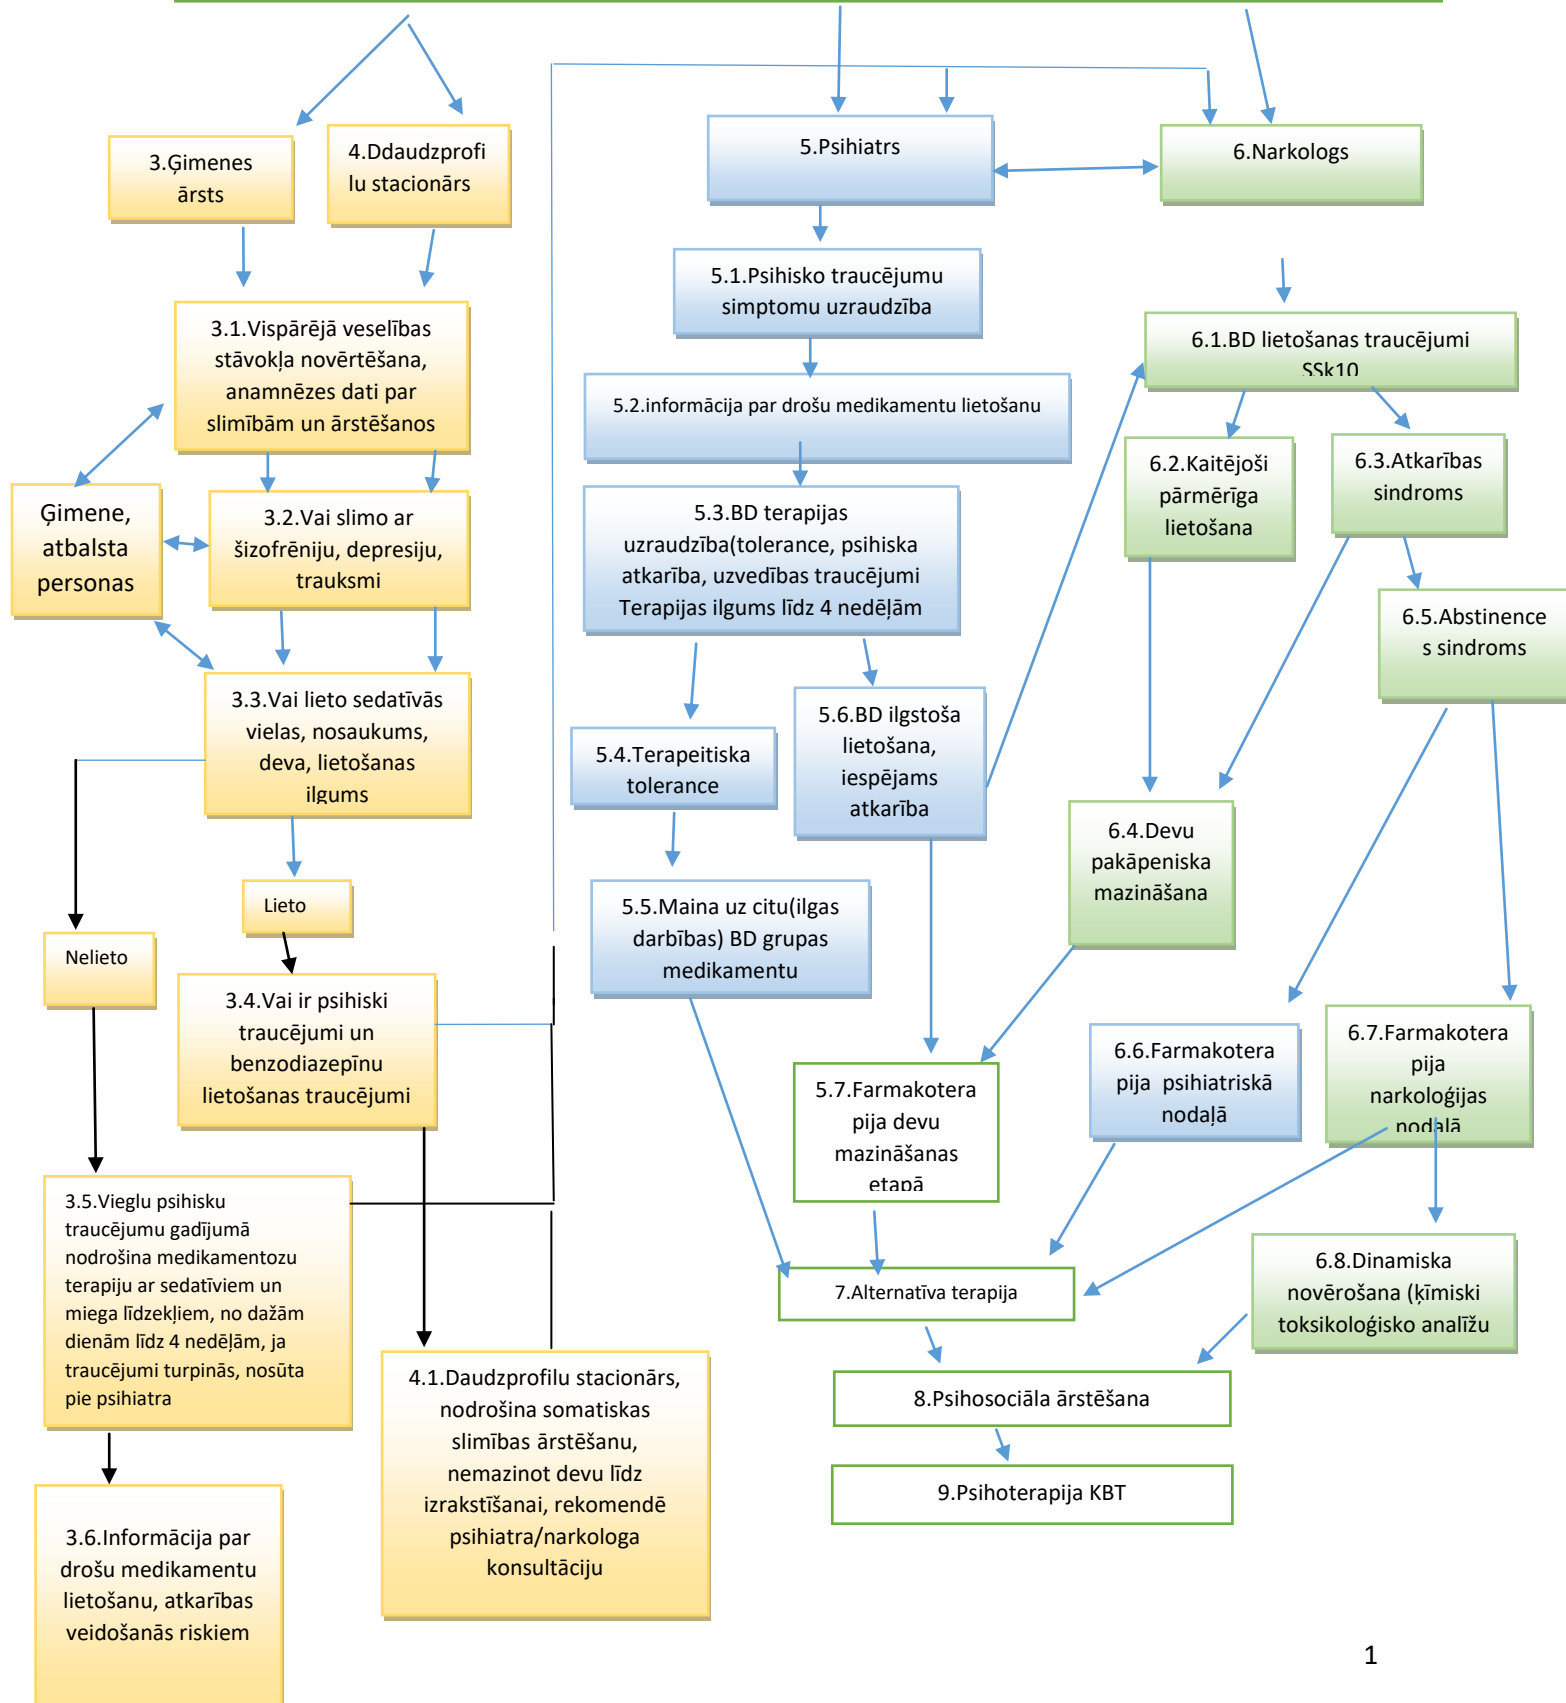 3.Ģimenes
ārsts
4.Ddaudzprofi
lu stacionārs
5.Psihiatrs
6.Narkologs
3.1.Vispārējā veselības
stāvokļa novērtēšana,
anamnēzes dati par
slimībām un ārstēšanos
5.1.Psihisko traucējumu
simptomu uzraudzība
6.1.BD lietošanas traucējumi
SSk10
5.2.informācija par drošu medikamentu lietošanu
6.2.Kaitējoši
pārmērīga
lietošana
6.3.Atkarības
sindroms
Ģimene,
atbalsta
personas
3.2.Vai slimo ar
šizofrēniju, depresiju,
trauksmi
5.3.BD terapijas
uzraudzība(tolerance, psihiska
atkarība, uzvedības traucējumi
Terapijas ilgums līdz 4 nedēļām
6.5.Abstinence
s sindroms
3.3.Vai lieto sedatīvās
vielas, nosaukums,
deva, lietošanas
ilgums
5.4.Terapeitiska
tolerance
5.6.BD ilgstoša
lietošana,
iespējams
atkarība
6.4.Devu
pakāpeniska
mazināšana
Lieto
Nelieto
5.5.Maina uz citu(ilgas
darbības) BD grupas
medikamentu
3.4.Vai ir psihiski
traucējumi un
benzodiazepīnu
lietošanas traucējumi
5.7.Farmakotera
pija devu
mazināšanas
etapā
6.6.Farmakotera
pija psihiatriskā
nodaļā
6.7.Farmakotera
pija
narkoloģijas
nodaļā
3.5.Vieglu psihisku
traucējumu gadījumā
nodrošina medikamentozu
terapiju ar sedatīviem un
miega līdzekļiem, no dažām
dienām līdz 4 nedēļām, ja
traucējumi turpinās, nosūta
pie psihiatra
7.Alternatīva terapija
6.8.Dinamiska
novērošana (ķīmiski
toksikoloģisko analīžu
4.1.Daudzprofilu stacionārs,
nodrošina somatiskas
slimības ārstēšanu,
nemazinot devu līdz
izrakstīšanai, rekomendē
psihiatra/narkologa
konsultāciju
8.Psihosociāla ārstēšana
9.Psihoterapija KBT
3.6.Informācija par
drošu medikamentu
lietošanu, atkarības
veidošanās riskiem
1